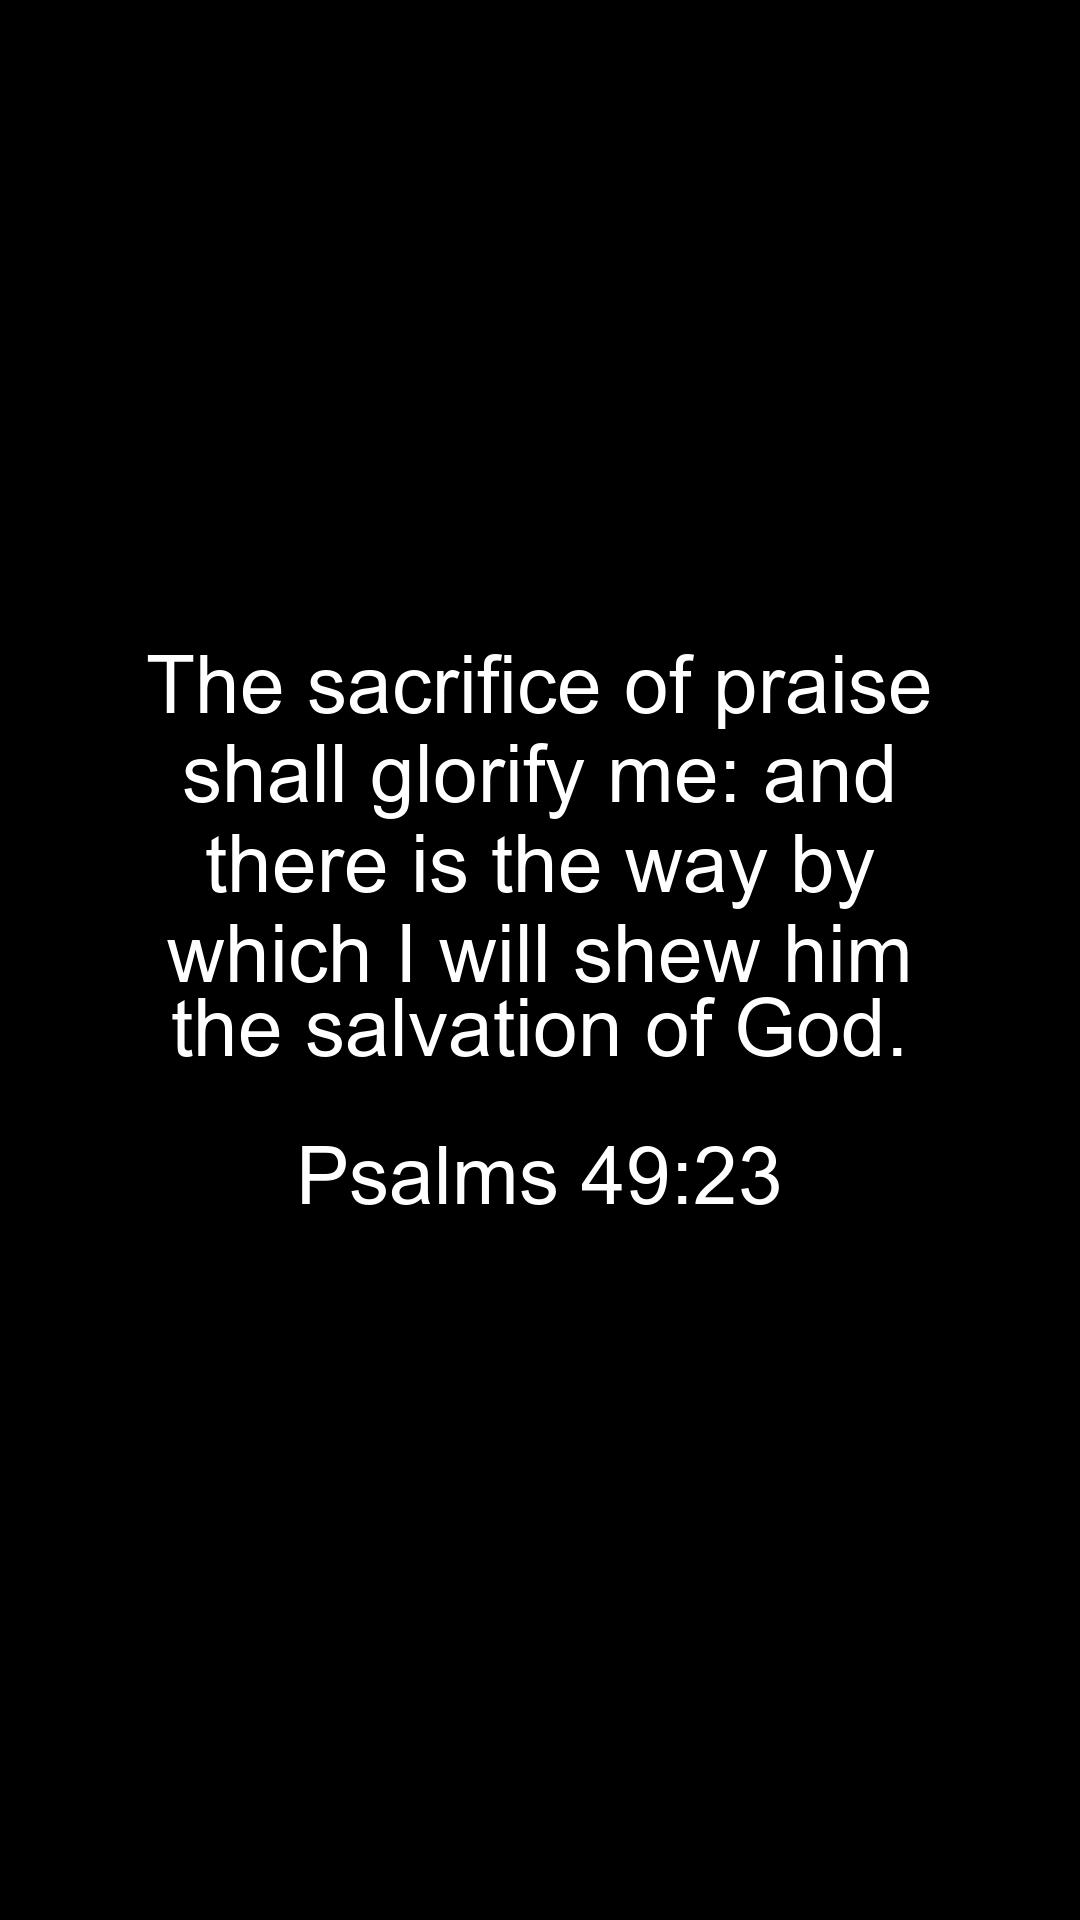 The sacrifice of praise
shall glorify me: and
there is the way by
which I will shew him
the salvation of God.
Psalms 49:23